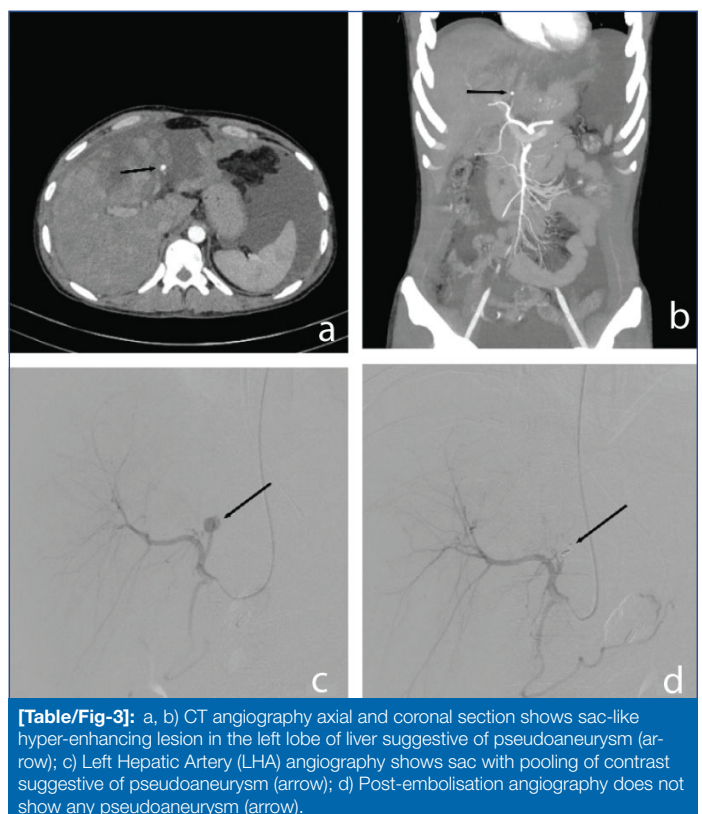 a
b
c
d
[Table/Fig-3]: a, b) CT angiography axial and coronal section shows sac-like
hyper-enhancing lesion in the left lobe of liver suggestive of pseudoaneurysm (ar-
row); c) Left Hepatic Artery (LHA) angiography shows sac with pooling of contrast
suggestive of pseudoaneurysm (arrow); d) Post-embolisation angiography does not
show any pseudoaneurysm (arrow).